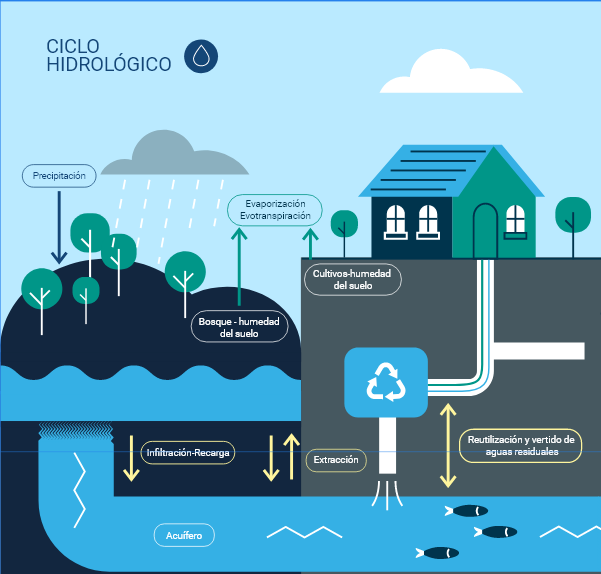 CICLO
HIDROLÓGICO
Precipitación
Evaporización
Evotranspiración
Cultivos-humedad
del suelo
Bosque - humedad
del suelo
Infiltración-Recarga
Extracción
Reutilización y vertido de
aguas residuales
Acuífero